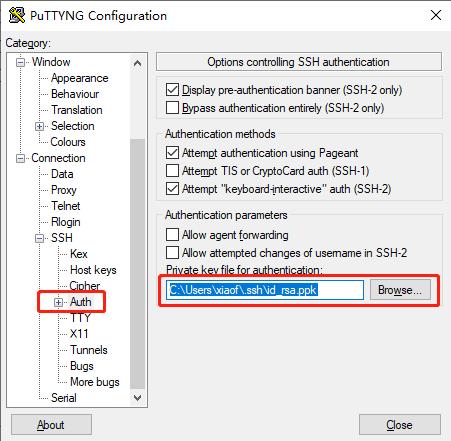 PuTTYNG Configuration
Category:
Window
Appearance
Behaviour
Translation
Selection
Colours
Connection
Data
Proxy
Telnet
Rlogin
SSH
Kex
Host keys
Cipher
Auth
TTY
X11
Tunnels
Bugs
More bugs
Serial
Options controlling SSH authentication
Display pre-authentication banner (SSH-2 only)
Bypass authentication entirely (SSH-2 only)
Authentication methods
Attempt authentication using Pageant
Attempt TIS or CryptoCard auth (SSH-1)
Attempt "keyboard-interactive" auth (SSH-2)
Authentication parameters
Allow agent forwarding
Allow attempted changes of username in SSH-2
Private key file for authentication:
C:\Users\xiaof\.ssh\id_rsa.ppk
Browse...
About
Close